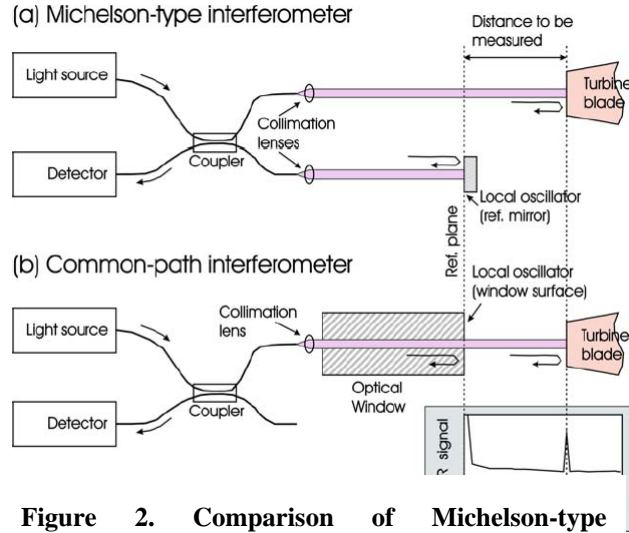 (a) Michelson-type interferometer
Distance to be
measured
Light source
Turbine
blade
Collimation
lenses
Coupler
Detector
Local oscillator
(ref. mirror)
Ref. plane
(b) Common-path interferometer
Local oscillator
(window surface)
Collimation
lens
Light source
Turbine
blade
Optical
Window
Coupler
Detector
R signal
Figure 2. Comparison of Michelson-type